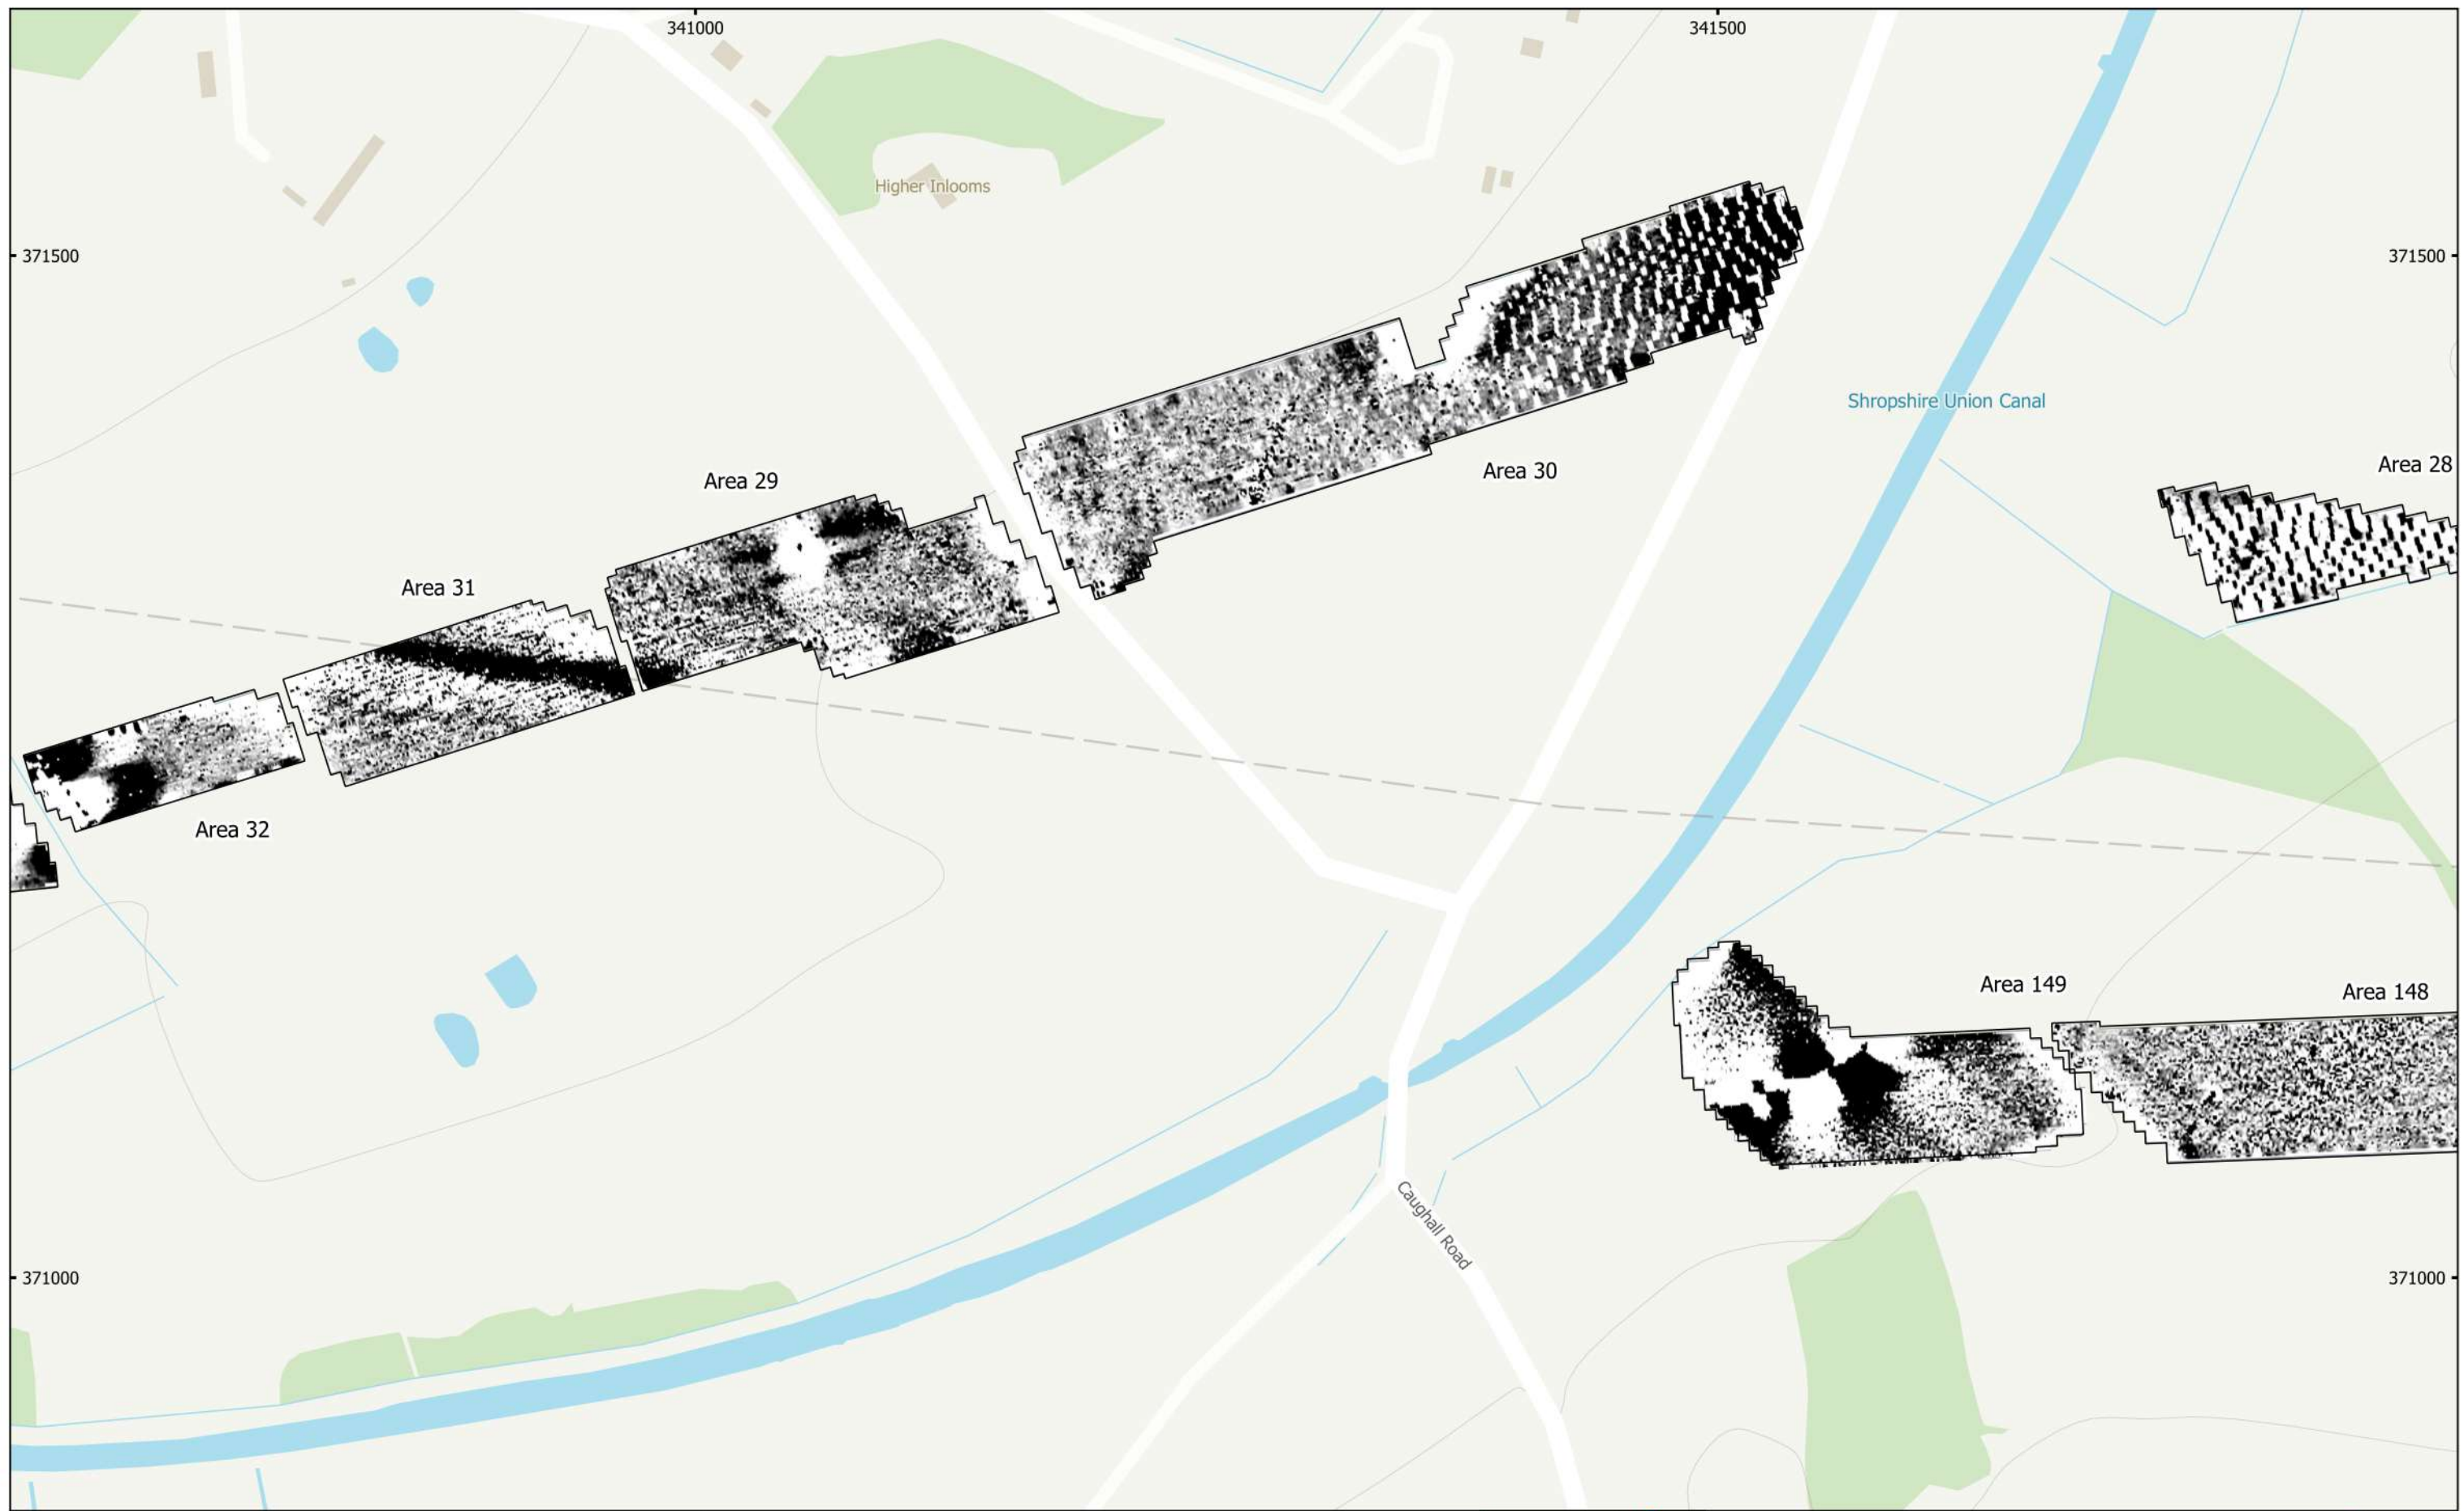 341000
341500
Higher Inlooms
371500
371500
Shropshire Union Canal
Area 28
Area 30
Area 29
Area 31
Area 32
Area 149
Area 148
Caughall Road
371000
371000